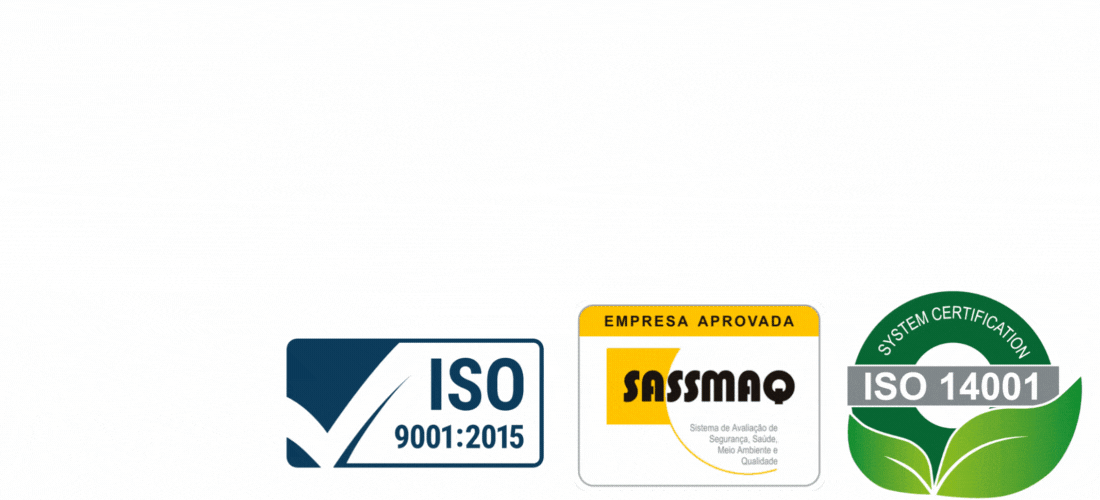 ISO
9001:2015
EMPRESA APROVADA
SASSMAQ
Sistema de Avaliação de
Segurança, Saúde,
Meio Ambiente e
Qualidade
SYSTEM CERTIFICATION
ISO 14001